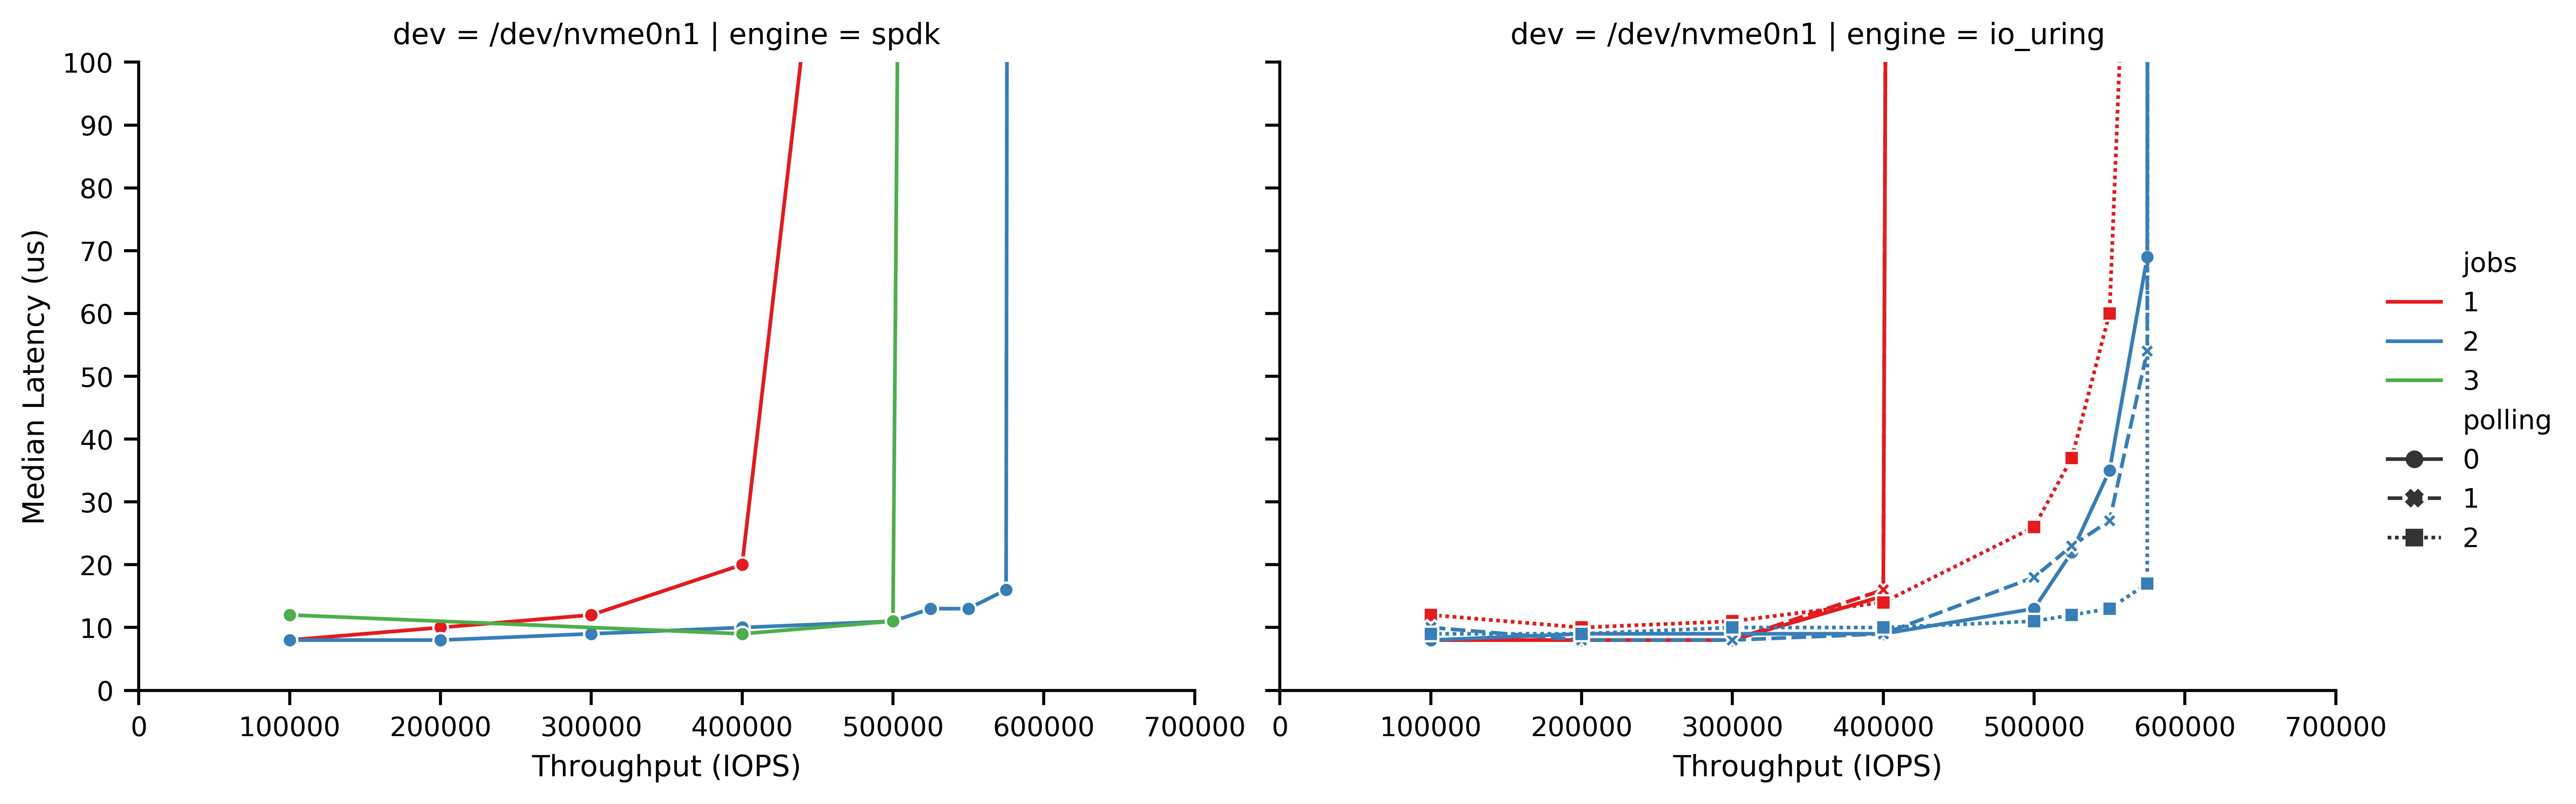 dev = /dev/nvme0n1 | engine = spdk
dev = /dev/nvme0n1 | engine = io_uring
Median Latency (us)
100
90
80
70
60
50
40
30
20
10
0
0 100000 200000 300000 400000 500000 600000 700000
0 100000 200000 300000 400000 500000 600000 700000
Throughput (IOPS)
Throughput (IOPS)
jobs
1
2
3
polling
0
1
2